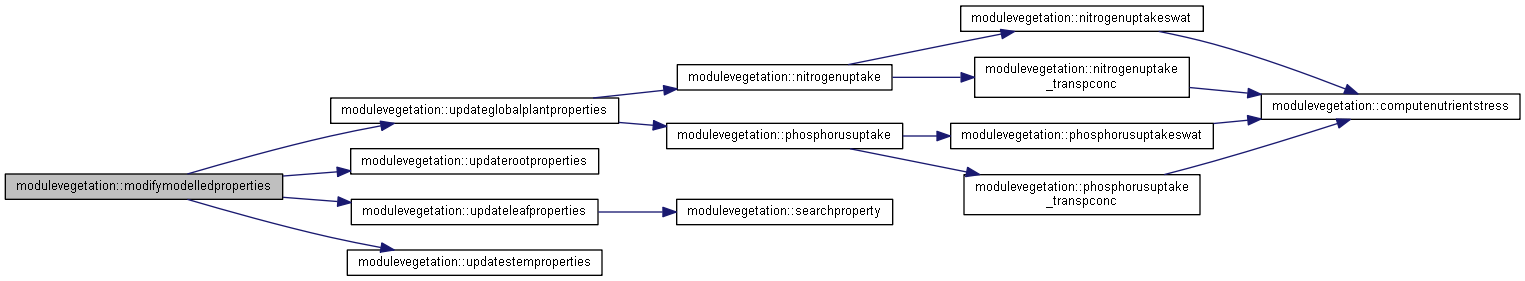 modulevegetation::modifymodelledproperties
modulevegetation::updateglobalplantproperties
modulevegetation::updaterootproperties
modulevegetation::updateleafproperties
modulevegetation::updatestemproperties
modulevegetation::nitrogenuptake
modulevegetation::phosphorusuptake
modulevegetation::searchproperty
modulevegetation::nitrogenuptakeswat
modulevegetation::nitrogenuptake
_transpconc
modulevegetation::phosphorusuptakeswat
modulevegetation::phosphorusuptake
_transpconc
modulevegetation::computenutrientstress